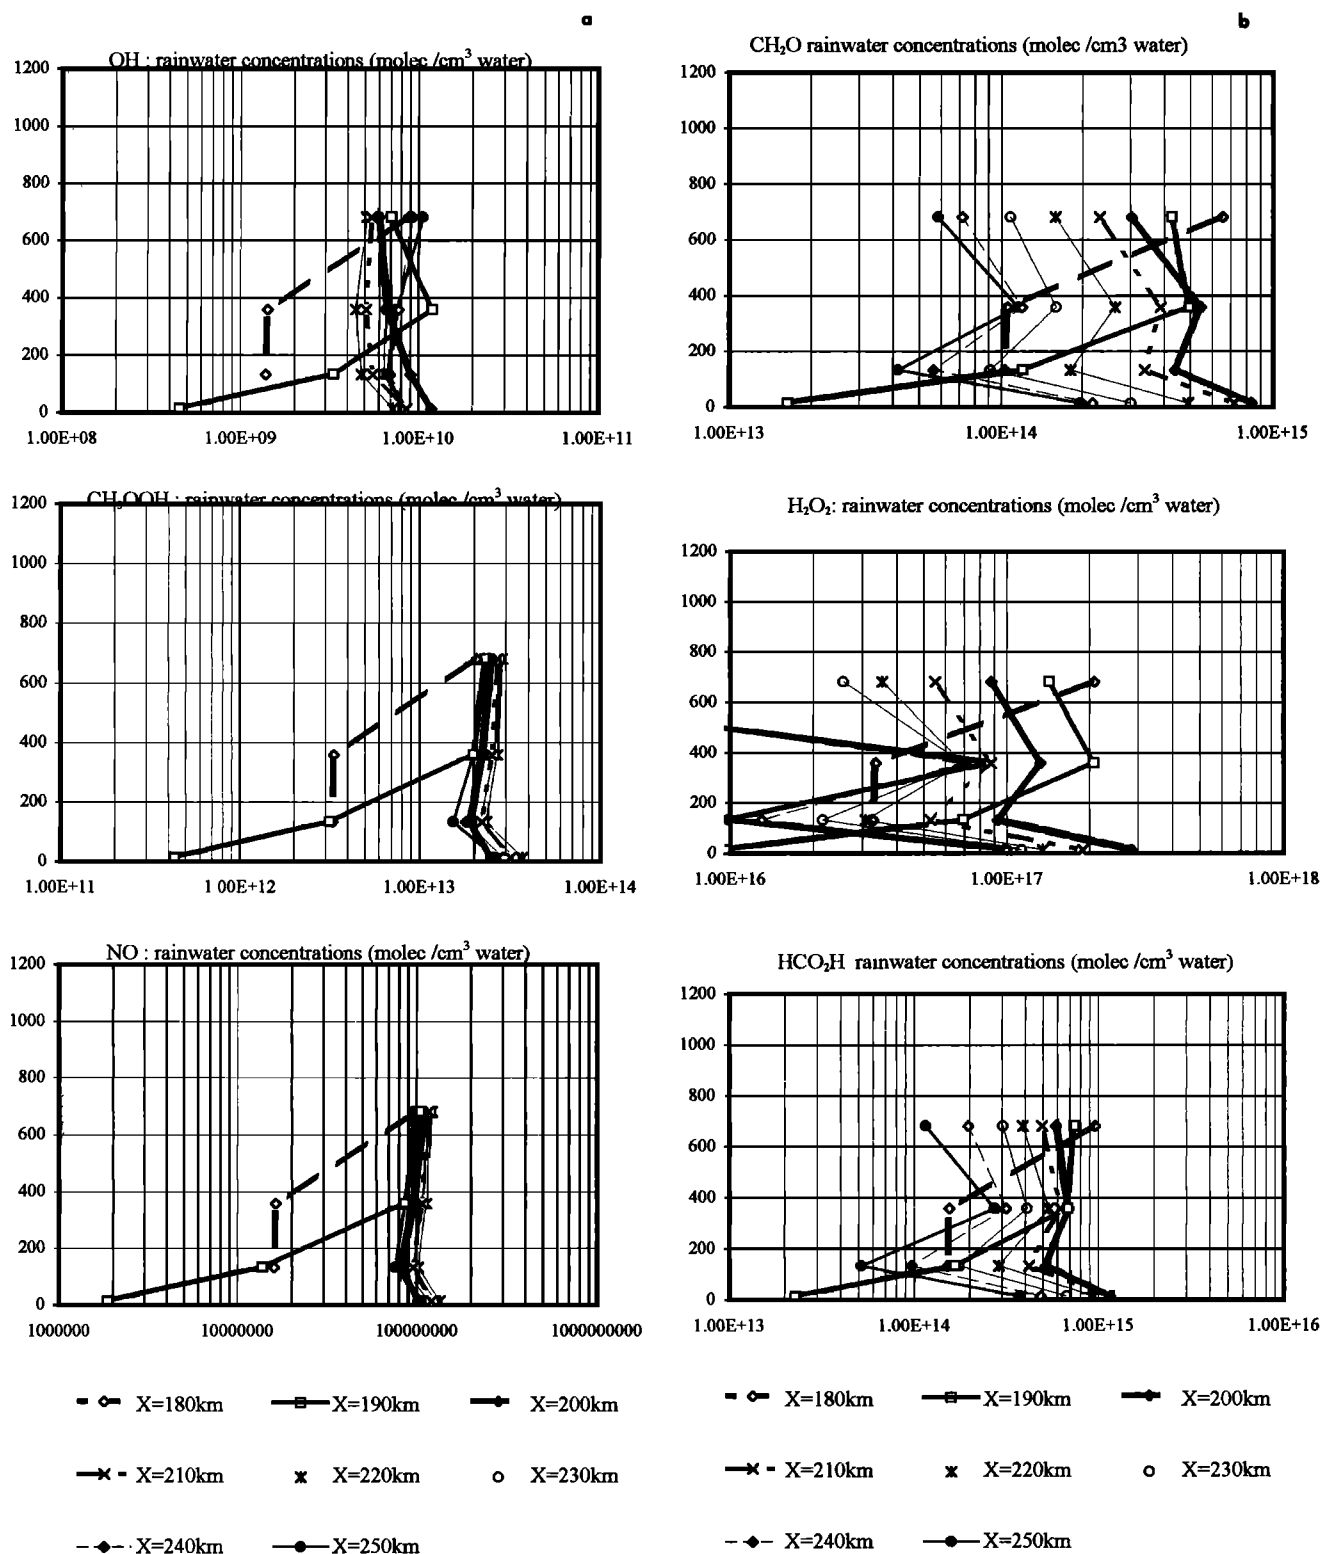 a
OH : rainwater concentrations (molec /cm³ water)
1200
1000
800
600
400
200
0
1.00E+08 1.00E+09 1.00E+10 1.00E+11
CH₃OOH : rainwater concentrations (molec /cm³ water)
1200
1000
800
600
400
200
0
1.00E+11 1.00E+12 1.00E+13 1.00E+14
NO : rainwater concentrations (molec /cm³ water)
1200
1000
800
600
400
200
0
1000000 10000000 100000000 1000000000
X=180km X=190km X=200km
X=210km X=220km X=230km
X=240km X=250km
b
CH₂O rainwater concentrations (molec /cm3 water)
1200
1000
800
600
400
200
0
1.00E+13 1.00E+14 1.00E+15
H₂O₂: rainwater concentrations (molec /cm³ water)
1200
1000
800
600
400
200
0
1.00E+16 1.00E+17 1.00E+18
HCO₂H rainwater concentrations (molec /cm³ water)
1200
1000
800
600
400
200
0
1.00E+13 1.00E+14 1.00E+15 1.00E+16
X=180km X=190km X=200km
X=210km X=220km X=230km
X=240km X=250km